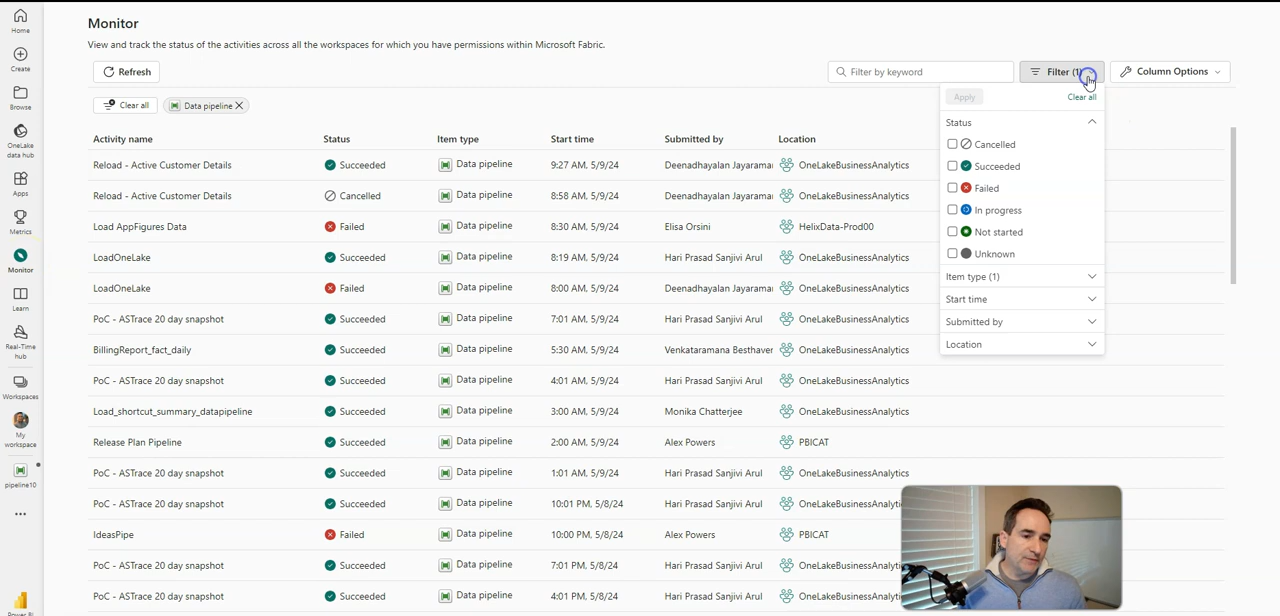 Home
Create
Browse
OneLake
data hub
Apps
Metrics
Monitor
Learn
Real-Time
hub
Workspaces
My
workspace
pipeline10
Monitor
View and track the status of the activities across all the workspaces for which you have permissions within Microsoft Fabric.
Refresh
Filter by keyword
Filter (1)
Column Options
Clear all
Data pipeline
Activity name Status Item type Start time Submitted by Location
Reload - Active Customer Details Succeeded Data pipeline 9:27 AM, 5/9/24 Deenadhayalan Jayarama OneLakeBusinessAnalytics
Reload - Active Customer Details Cancelled Data pipeline 8:58 AM, 5/9/24 Deenadhayalan Jayarama OneLakeBusinessAnalytics
Load AppFigures Data Failed Data pipeline 8:30 AM, 5/9/24 Elisa Orsini HelixData-Prod00
LoadOneLake Succeeded Data pipeline 8:19 AM, 5/9/24 Hari Prasad Sanjivi Arul OneLakeBusinessAnalytics
LoadOneLake Failed Data pipeline 8:00 AM, 5/9/24 Deenadhayalan Jayarama OneLakeBusinessAnalytics
PoC - ASTrace 20 day snapshot Succeeded Data pipeline 7:01 AM, 5/9/24 Hari Prasad Sanjivi Arul OneLakeBusinessAnalytics
BillingReport_fact_daily Succeeded Data pipeline 5:30 AM, 5/9/24 Venkataramana Besthaver OneLakeBusinessAnalytics
PoC - ASTrace 20 day snapshot Succeeded Data pipeline 4:01 AM, 5/9/24 Hari Prasad Sanjivi Arul OneLakeBusinessAnalytics
Load_shortcut_summary_datapipeline Succeeded Data pipeline 3:00 AM, 5/9/24 Monika Chatterjee OneLakeBusinessAnalytics
Release Plan Pipeline Succeeded Data pipeline 2:00 AM, 5/9/24 Alex Powers PBICAT
PoC - ASTrace 20 day snapshot Succeeded Data pipeline 1:01 AM, 5/9/24 Hari Prasad Sanjivi Arul OneLakeBusinessAnalytics
PoC - ASTrace 20 day snapshot Succeeded Data pipeline 10:01 PM, 5/8/24 Hari Prasad Sanjivi Arul OneLakeBusinessAnalyti
IdeasPipe Failed Data pipeline 10:00 PM, 5/8/24 Alex Powers PBICAT
PoC - ASTrace 20 day snapshot Succeeded Data pipeline 7:01 PM, 5/8/24 Hari Prasad Sanjivi Arul OneLakeBusinessAnalyti
PoC - ASTrace 20 day snapshot Succeeded Data pipeline 4:01 PM, 5/8/24 Hari Prasad Sanjivi Arul OneLakeBusinessAnalyti
Apply
Clear all
Status
Cancelled
Succeeded
Failed
In progress
Not started
Unknown
Item type (1)
Start time
Submitted by
Location